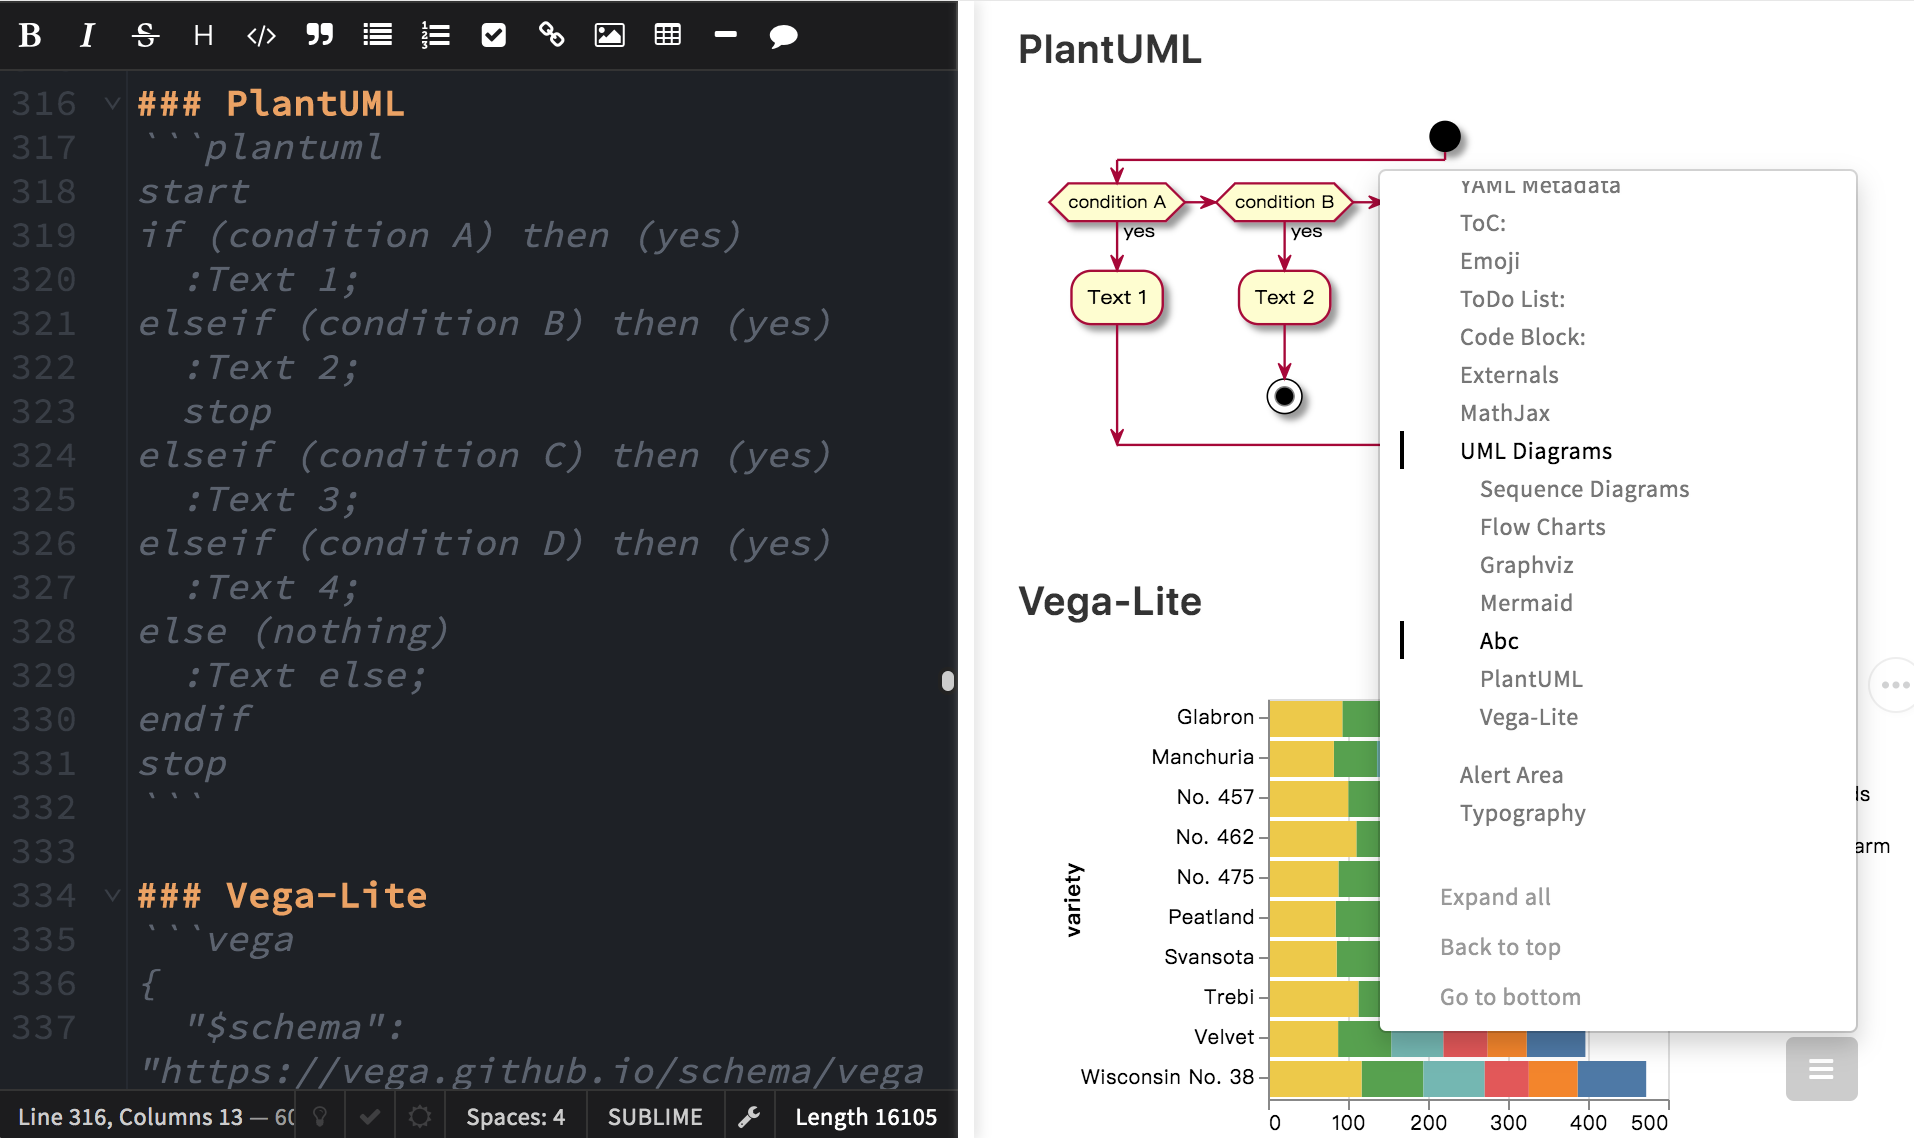 B I S H </>
316 ### PlantUML
317 ```plantuml
318 start
319 if (condition A) then (yes)
320   :Text 1;
321 elseif (condition B) then (yes)
322   :Text 2;
323   stop
324 elseif (condition C) then (yes)
325   :Text 3;
326 elseif (condition D) then (yes)
327   :Text 4;
328 else (nothing)
329   :Text else;
330 endif
331 stop
332 ```
333
334 ### Vega-Lite
335 ```vega
336 {
337   "$schema":
"https://vega.github.io/schema/vega
Line 316, Columns 13 — 60
Spaces: 4
SUBLIME
Length 16105
PlantUML
condition A
condition B
yes
yes
Text 1
Text 2
Vega-Lite
variety
Glabron
Manchuria
No. 457
No. 462
No. 475
Peatland
Svansota
Trebi
Velvet
Wisconsin No. 38
0 100 200 300 400 500
YAML Metadata
ToC:
Emoji
ToDo List:
Code Block:
Externals
MathJax
UML Diagrams
Sequence Diagrams
Flow Charts
Graphviz
Mermaid
Abc
PlantUML
Vega-Lite
Alert Area
Typography
Expand all
Back to top
Go to bottom